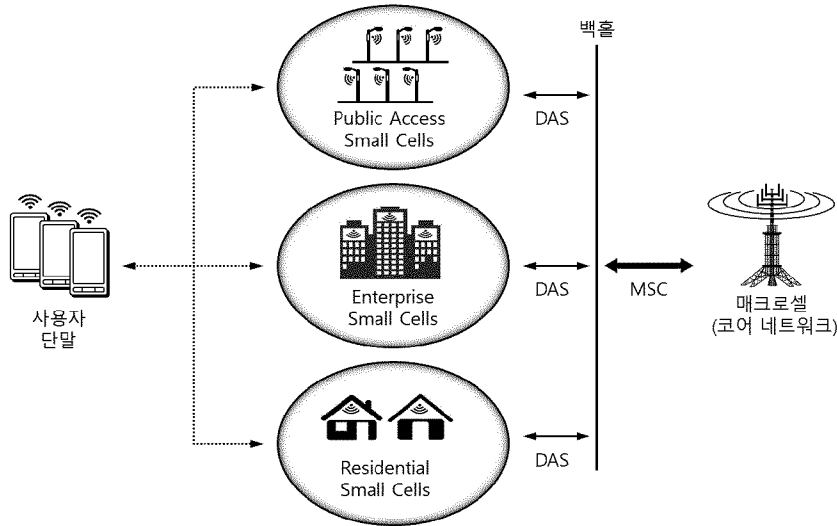 백홀
Public Access
Small Cells
DAS
사용자
단말
Enterprise
Small Cells
DAS
MSC
매크로셀
(코어 네트워크)
Residential
Small Cells
DAS